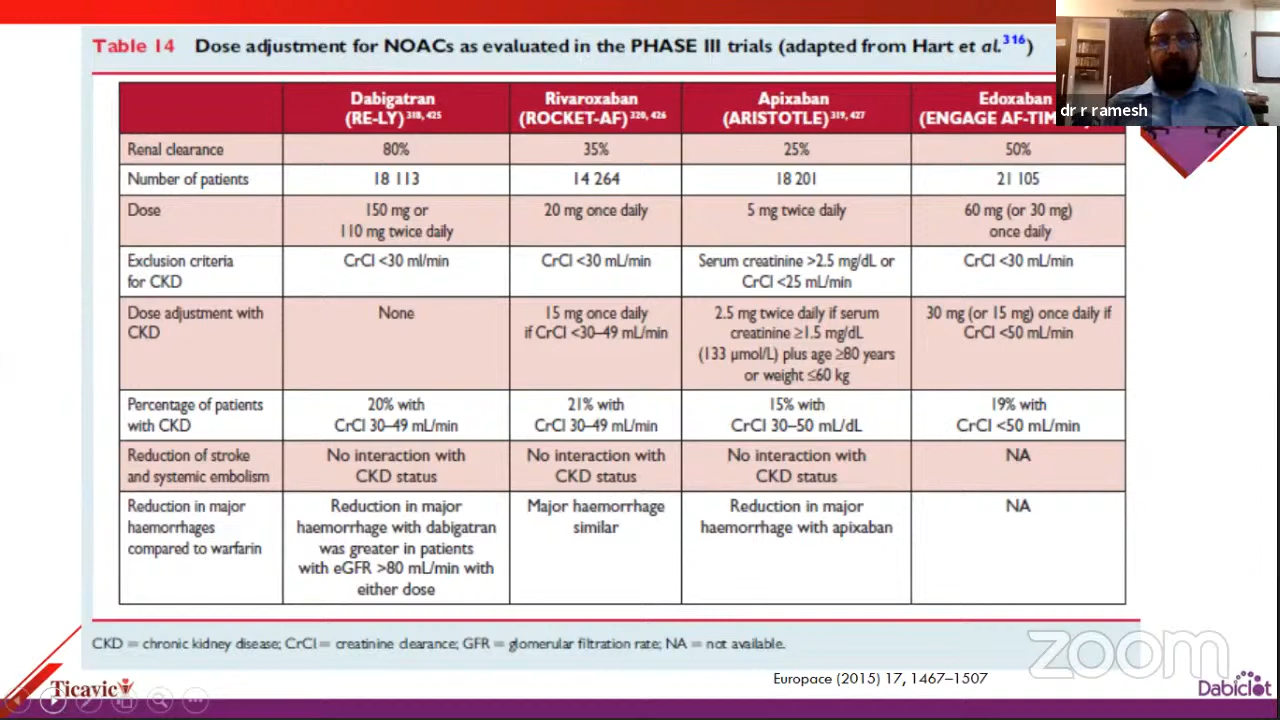 Table 14 Dose adjustment for NOACs as evaluated in the PHASE III trials (adapted from Hart et al.316)
dr r ramesh
Dabigatran (RE-LY)318, 425 Rivaroxaban (ROCKET-AF)320, 426 Apixaban (ARISTOTLE)319, 427 Edoxaban (ENGAGE AF-TIM
Renal clearance 80% 35% 25% 50%
Number of patients 18 113 14 264 18 201 21 105
Dose 150 mg or 20 mg once daily 5 mg twice daily 60 mg (or 30 mg)
110 mg twice daily once daily
Exclusion criteria CrCl <30 ml/min CrCl <30 mL/min Serum creatinine >2.5 mg/dL or CrCl <30 mL/min
for CKD CrCl <25 mL/min
Dose adjustment with None 15 mg once daily 2.5 mg twice daily if serum 30 mg (or 15 mg) once daily if
CKD if CrCl <30–49 mL/min creatinine ≥1.5 mg/dL CrCl <50 mL/min
(133 μmol/L) plus age ≥80 years
or weight ≤60 kg
Percentage of patients 20% with 21% with 15% with 19% with
with CKD CrCl 30–49 mL/min CrCl 30–49 mL/min CrCl 30–50 mL/dL CrCl <50 mL/min
Reduction of stroke No interaction with No interaction with No interaction with NA
and systemic embolism CKD status CKD status CKD status
Reduction in major Reduction in major Major haemorrhage Reduction in major NA
haemorrhages haemorrhage with dabigatran similar haemorrhage with apixaban
compared to warfarin was greater in patients
with eGFR >80 mL/min with
either dose
CKD = chronic kidney disease; CrCl = creatinine clearance; GFR = glomerular filtration rate; NA = not available.
zoom
Europace (2015) 17, 1467–1507
Ticavic
Dabiclot